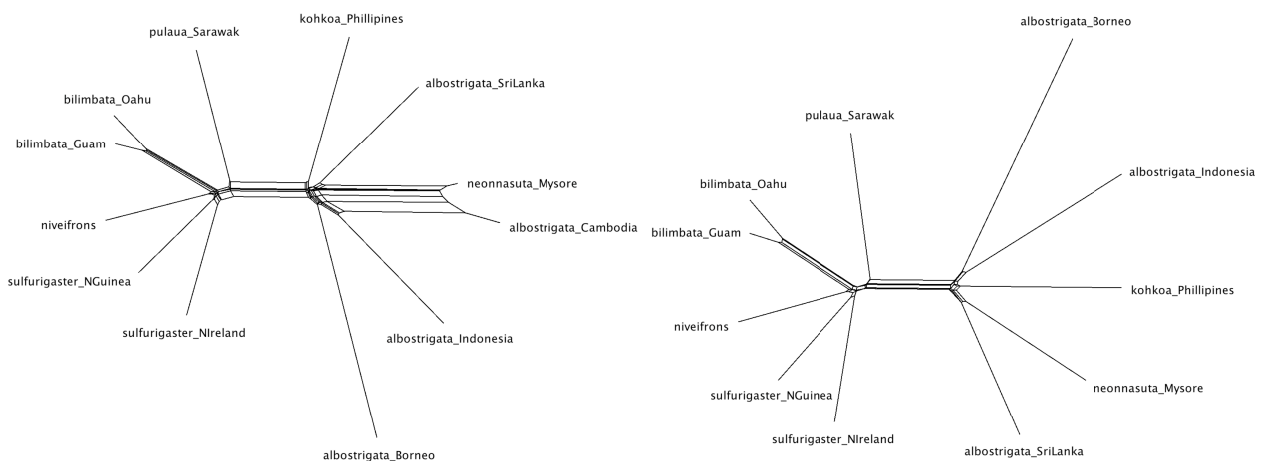 kohkoa_Phillipines
pulaua_Sarawak
albostrigata_SriLanka
bilimbata_Oahu
bilimbata_Guam
neonnasuta_Mysore
niveifrons
albostrigata_Cambodia
sulfurigaster_NGuinea
sulfurigaster_NIreland
albostrigata_Indonesia
albostrigata_Borneo
albostrigata_Borneo
pulaua_Sarawak
albostrigata_Indonesia
bilimbata_Oahu
bilimbata_Guam
kohkoa_Phillipines
niveifrons
neonnasuta_Mysore
sulfurigaster_NGuinea
sulfurigaster_NIreland
albostrigata_SriLanka